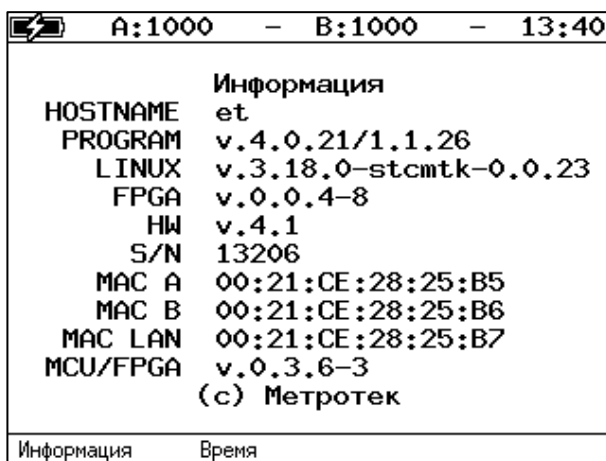 A:1000 – B:1000 – 13:40
Информация
HOSTNAME et
PROGRAM v.4.0.21/1.1.26
LINUX v.3.18.0-stcmtk-0.0.23
FPGA v.0.0.4-8
HW v.4.1
S/N 13206
MAC A 00:21:CE:28:25:B5
MAC B 00:21:CE:28:25:B6
MAC LAN 00:21:CE:28:25:B7
MCU/FPGA v.0.3.6-3
(c) Метротек
Информация Время